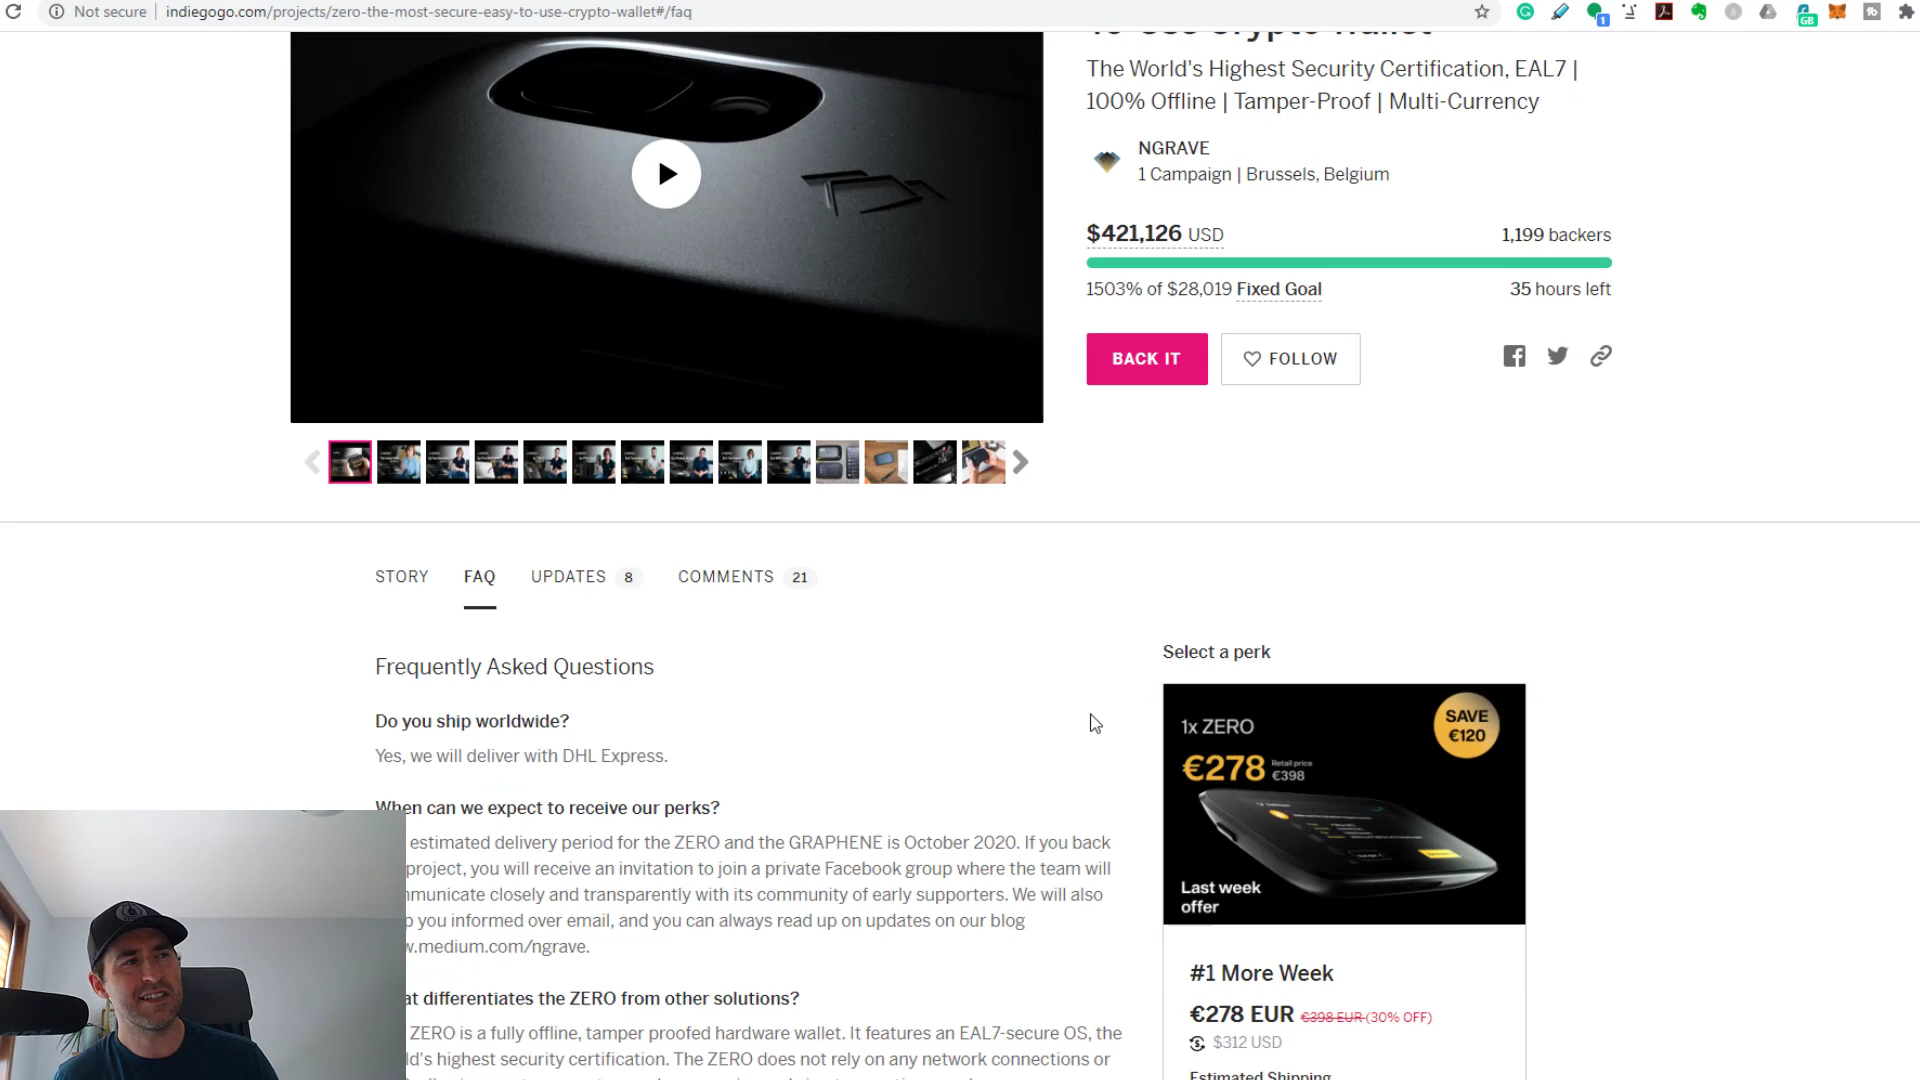 Not secure
indiegogo.com/projects/zero-the-most-secure-easy-to-use-crypto-wallet#/faq
The World's Highest Security Certification, EAL7 |
100% Offline | Tamper-Proof | Multi-Currency
NGRAVE
1 Campaign | Brussels, Belgium
$421,126 USD
1,199 backers
1503% of $28,019 Fixed Goal
35 hours left
BACK IT
FOLLOW
STORY
FAQ
UPDATES 8
COMMENTS 21
Frequently Asked Questions
Do you ship worldwide?
Yes, we will deliver with DHL Express.
When can we expect to receive our perks?
estimated delivery period for the ZERO and the GRAPHENE is October 2020. If you back
project, you will receive an invitation to join a private Facebook group where the team will
mmunicate closely and transparently with its community of early supporters. We will also
p you informed over email, and you can always read up on updates on our blog
w.medium.com/ngrave.
at differentiates the ZERO from other solutions?
ZERO is a fully offline, tamper proofed hardware wallet. It features an EAL7-secure OS, the
ld's highest security certification. The ZERO does not rely on any network connections or
Select a perk
1x ZERO
€278
Retail price
€398
SAVE
€120
Last week
offer
#1 More Week
€278 EUR €398 EUR (30% OFF)
$312 USD
Estimated Shipping